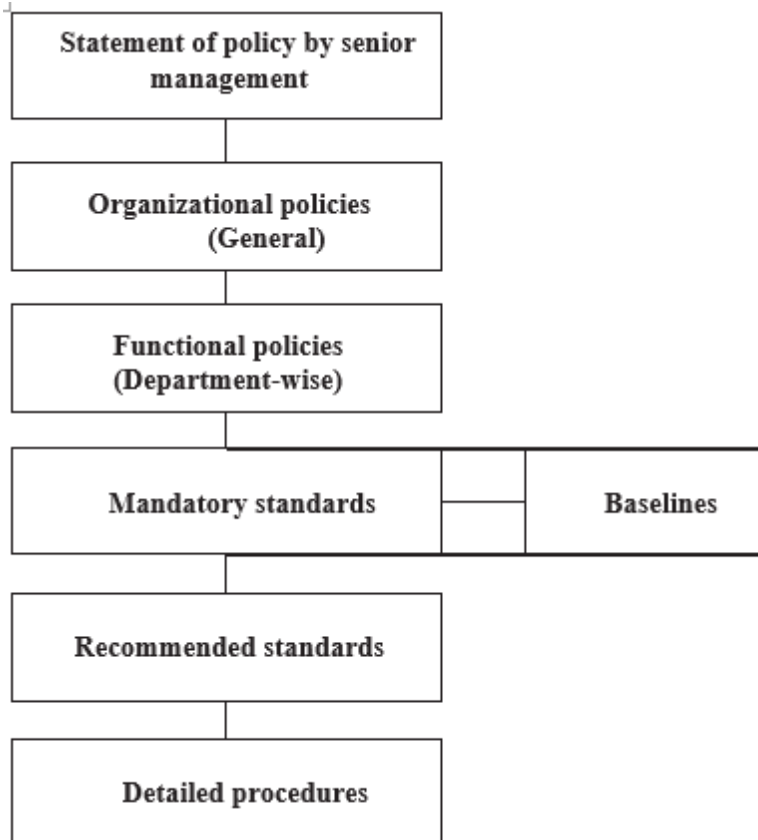 Statement of policy by senior
management
Organizational policies
(General)
Functional policies
(Department-wise)
Mandatory standards
Baselines
Recommended standards
Detailed procedures